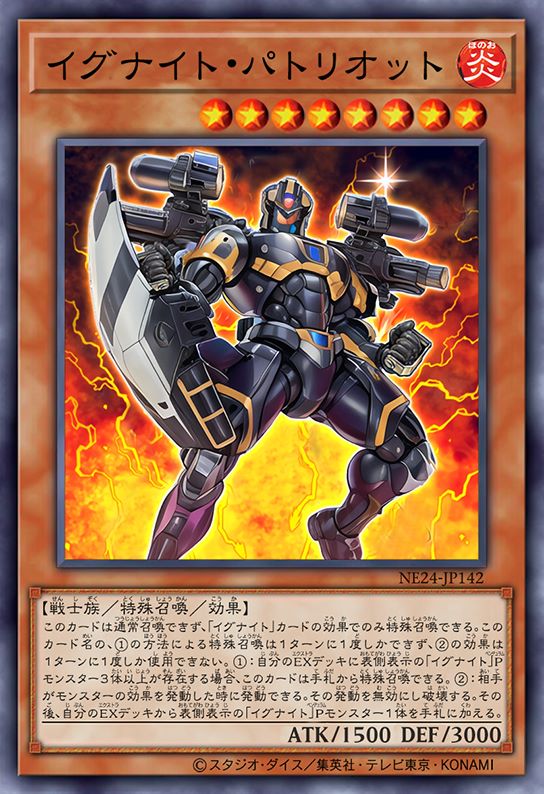 イグナイト・パトリオット
炎
ほのお
NE24-JP142
【戦士族／特殊召喚／効果】
このカードは通常召喚できず、「イグナイト」カードの効果でのみ特殊召喚できる。この
カード名の、①の方法による特殊召喚は1ターンに1度しかできず、②の効果は
1ターンに1度しか使用できない。①：自分のEXデッキに表側表示の「イグナイト」P
モンスター3体以上が存在する場合、このカードは手札から特殊召喚できる。②：相手
がモンスターの効果を発動した時に発動できる。その発動を無効にし破壊する。その
後、自分のEXデッキから表側表示の「イグナイト」Pモンスター1体を手札に加える。
ATK/1500 DEF/3000
©スタジオ・ダイス／集英社・テレビ東京・KONAMI